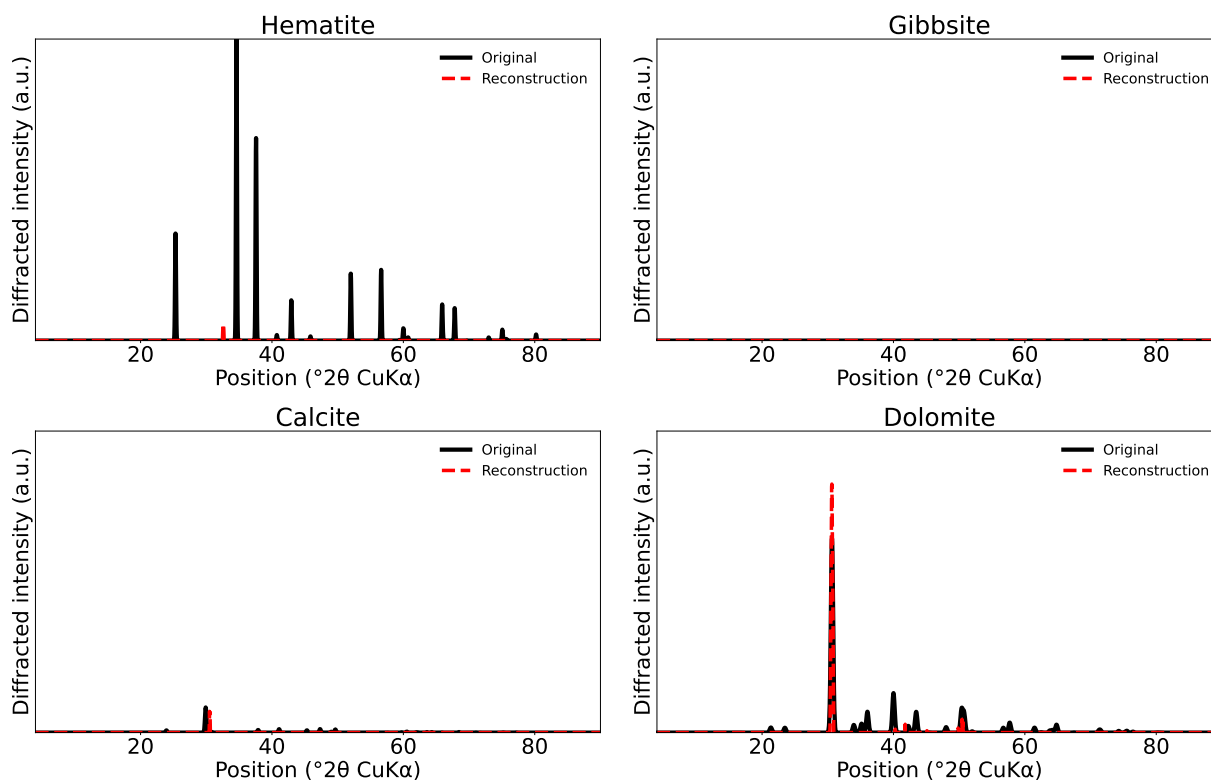 Hematite
Diffracted intensity (a.u.)
Original
Reconstruction
20 40 60 80
Position (°2θ CuKα)
Gibbsite
Diffracted intensity (a.u.)
Original
Reconstruction
20 40 60 80
Position (°2θ CuKα)
Calcite
Diffracted intensity (a.u.)
Original
Reconstruction
20 40 60 80
Position (°2θ CuKα)
Dolomite
Diffracted intensity (a.u.)
Original
Reconstruction
20 40 60 80
Position (°2θ CuKα)